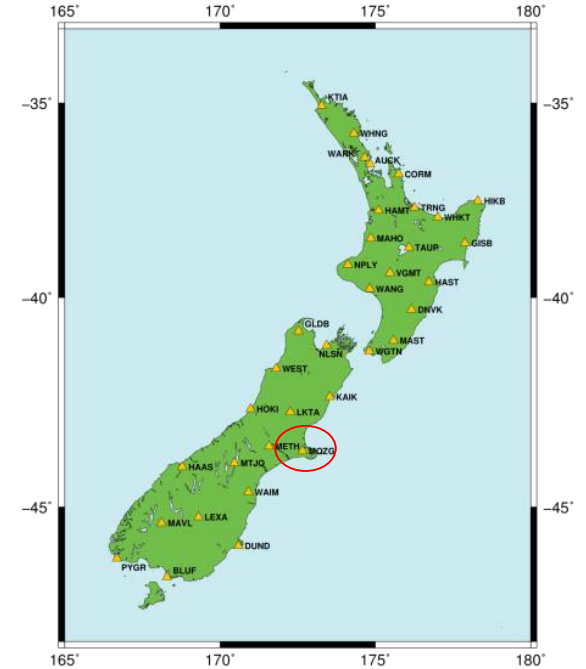 165° 170° 175° 180°
−35° −35°
KTIA
WHNG
WARK
AUCK
CORM
HIKB
HAMT
TRNG
WHKT
MAHO
TAUP
GISB
NPLY
VGMT
HAST
WANG
−40° −40°
DNVK
GLDB
MAST
NLSN
WGTN
WEST
KAIK
HOKI
LKTA
METH
MQZG
HAAS
MTJO
WAIM
−45° −45°
MAVL
LEXA
DUND
PYGR
BLUF
165° 170° 175° 180°